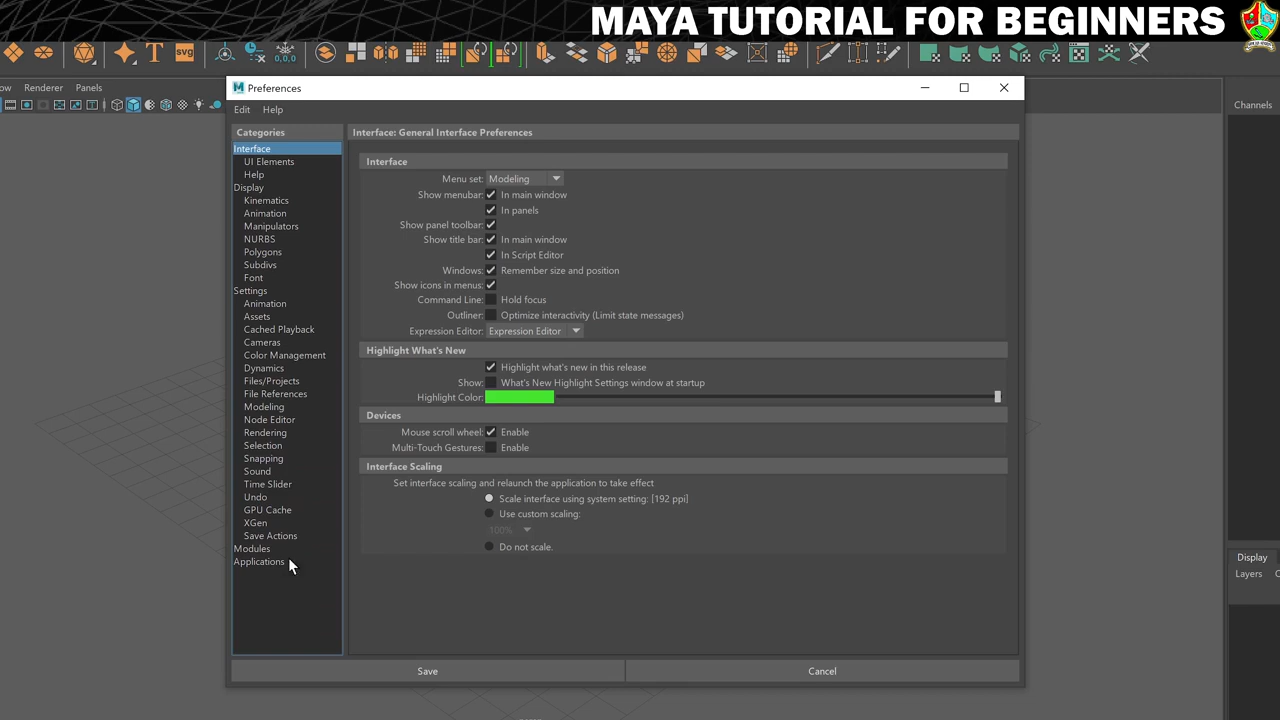 MAYA TUTORIAL FOR BEGINNERS
T svg 0,0,0
ow Renderer Panels
Preferences
Edit Help
Channels
Categories
Interface
UI Elements
Help
Display
Kinematics
Animation
Manipulators
NURBS
Polygons
Subdivs
Font
Settings
Animation
Assets
Cached Playback
Cameras
Color Management
Dynamics
Files/Projects
File References
Modeling
Node Editor
Rendering
Selection
Snapping
Sound
Time Slider
Undo
GPU Cache
XGen
Save Actions
Modules
Applications
Interface: General Interface Preferences
Interface
Menu set: Modeling
Show menubar: In main window
In panels
Show panel toolbar:
Show title bar: In main window
In Script Editor
Windows: Remember size and position
Show icons in menus:
Command Line: Hold focus
Outliner: Optimize interactivity (Limit state messages)
Expression Editor: Expression Editor
Highlight What's New
Highlight what's new in this release
Show: What's New Highlight Settings window at startup
Highlight Color:
Devices
Mouse scroll wheel: Enable
Multi-Touch Gestures: Enable
Interface Scaling
Set interface scaling and relaunch the application to take effect
Scale interface using system setting: [192 ppi]
Use custom scaling:
100%
Do not scale.
Save Cancel
Display
Layers